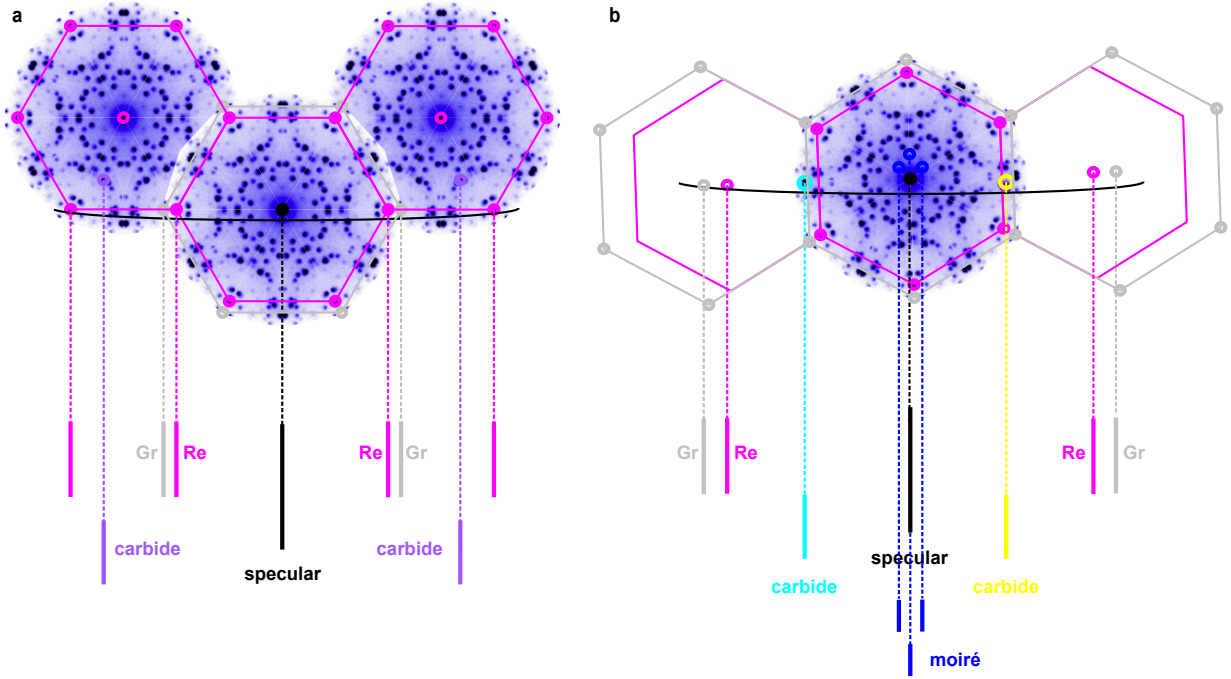 a
b
Gr Re Re Gr
carbide carbide
specular
Gr Re Re Gr
specular
carbide carbide
moiré